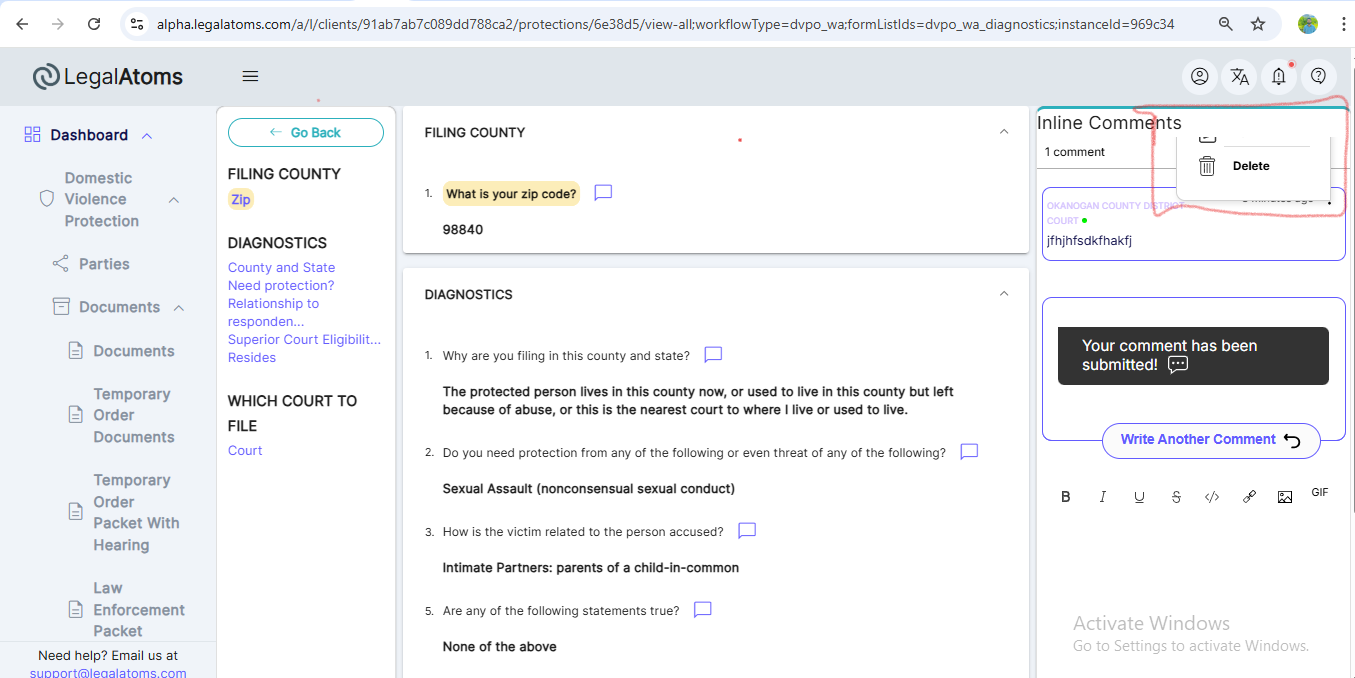 alpha.legalatoms.com/a/l/clients/91ab7ab7c089dd788ca2/protections/6e38d5/view-all;workflowType=dvpo_wa;formListIds=dvpo_wa_diagnostics;instanceId=969c34
LegalAtoms
Dashboard
Domestic
Violence
Protection
Parties
Documents
Documents
Temporary
Order
Documents
Temporary
Order
Packet With
Hearing
Law
Enforcement
Packet
Need help? Email us at
support@legalatoms.com
Go Back
FILING COUNTY
Zip
DIAGNOSTICS
County and State
Need protection?
Relationship to
responden...
Superior Court Eligibilit...
Resides
WHICH COURT TO
FILE
Court
FILING COUNTY
1. What is your zip code?
98840
DIAGNOSTICS
1. Why are you filing in this county and state?
The protected person lives in this county now, or used to live in this county but left
because of abuse, or this is the nearest court to where I live or used to live.
2. Do you need protection from any of the following or even threat of any of the following?
Sexual Assault (nonconsensual sexual conduct)
3. How is the victim related to the person accused?
Intimate Partners: parents of a child-in-common
5. Are any of the following statements true?
None of the above
Inline Comments
1 comment
Delete
OKANOGAN COUNTY DISTRICT
COURT
minutes ago
jfhjhfsdkfhakfj
Your comment has been
submitted!
Write Another Comment
B I U S </> GIF
Activate Windows
Go to Settings to activate Windows.